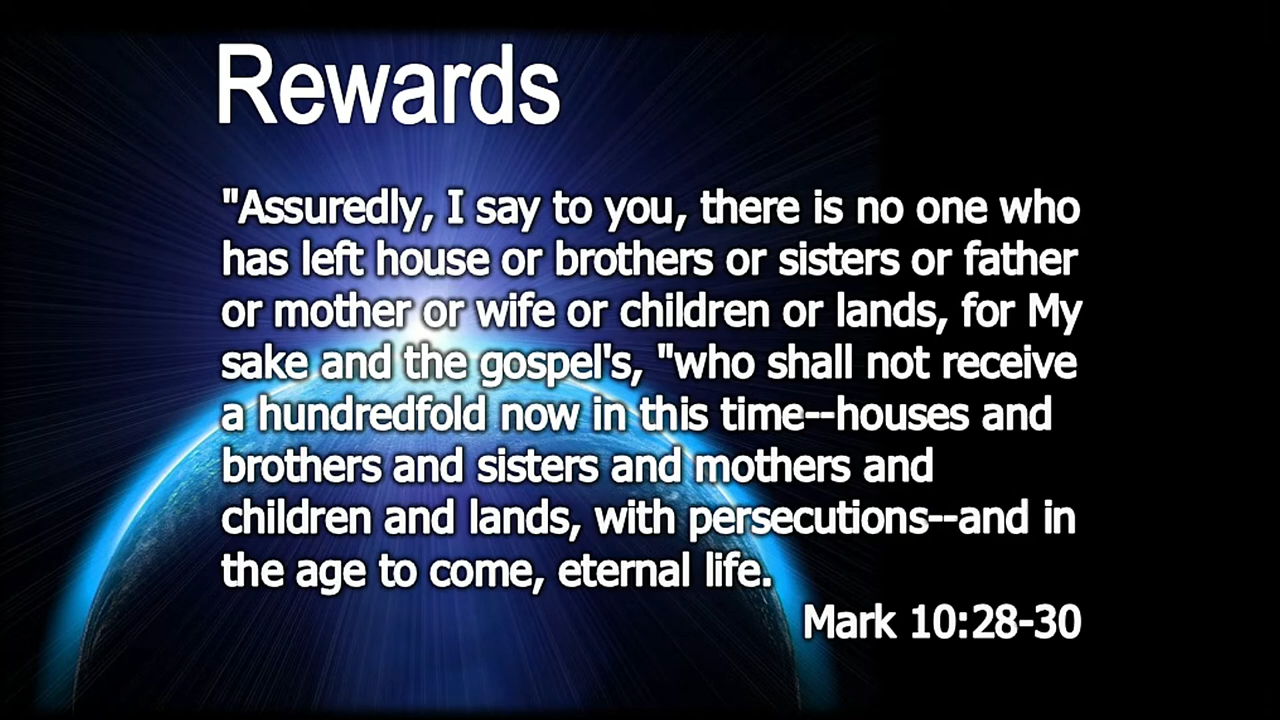 Rewards
"Assuredly, I say to you, there is no one who
has left house or brothers or sisters or father
or mother or wife or children or lands, for My
sake and the gospel's, "who shall not receive
a hundredfold now in this time--houses and
brothers and sisters and mothers and
children and lands, with persecutions--and in
the age to come, eternal life.
Mark 10:28-30